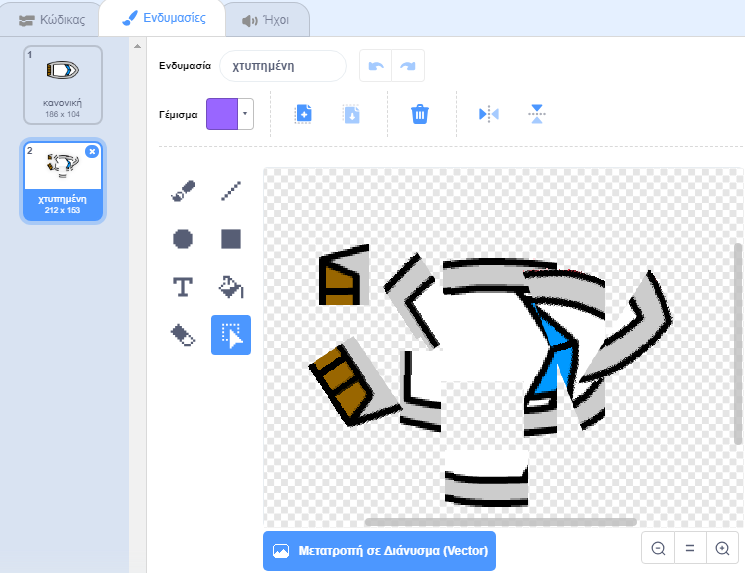 Κώδικας
Ενδυμασίες
Ήχοι
1
κανονική
186 x 104
2
χτυπημένη
212 x 153
Ενδυμασία
χτυπημένη
Γέμισμα
T
Μετατροπή σε Διάνυσμα (Vector)